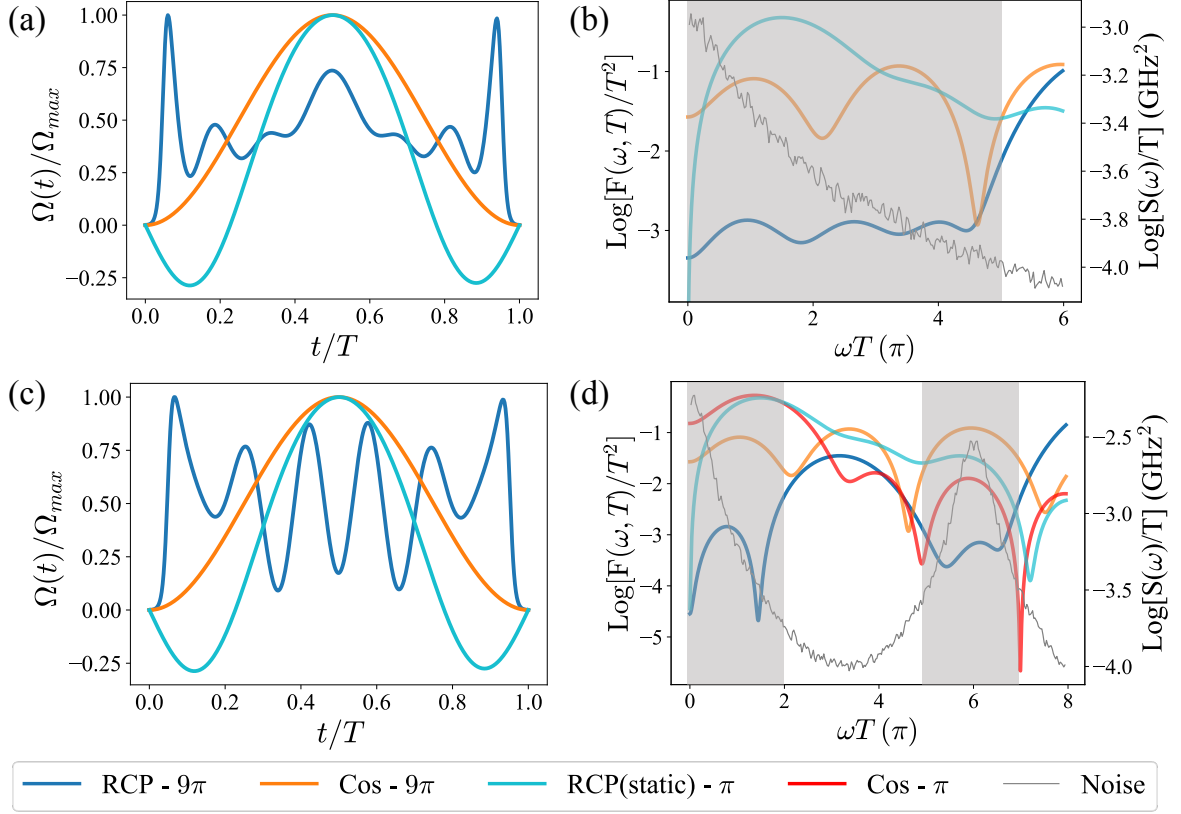 (a)
1.00
0.75
0.50
0.25
0.00
−0.25
Ω(t)/Ω_max
0.0 0.2 0.4 0.6 0.8 1.0
t/T
(b)
−1
−2
−3
Log[F(ω, T)/T²]
−3.0
−3.2
−3.4
−3.6
−3.8
−4.0
Log[S(ω)/T] (GHz²)
0 2 4 6
ωT (π)
(c)
1.00
0.75
0.50
0.25
0.00
−0.25
Ω(t)/Ω_max
0.0 0.2 0.4 0.6 0.8 1.0
t/T
(d)
−1
−2
−3
−4
−5
Log[F(ω, T)/T²]
−2.5
−3.0
−3.5
−4.0
Log[S(ω)/T] (GHz²)
0 2 4 6 8
ωT (π)
RCP - 9π Cos - 9π RCP(static) - π Cos - π Noise